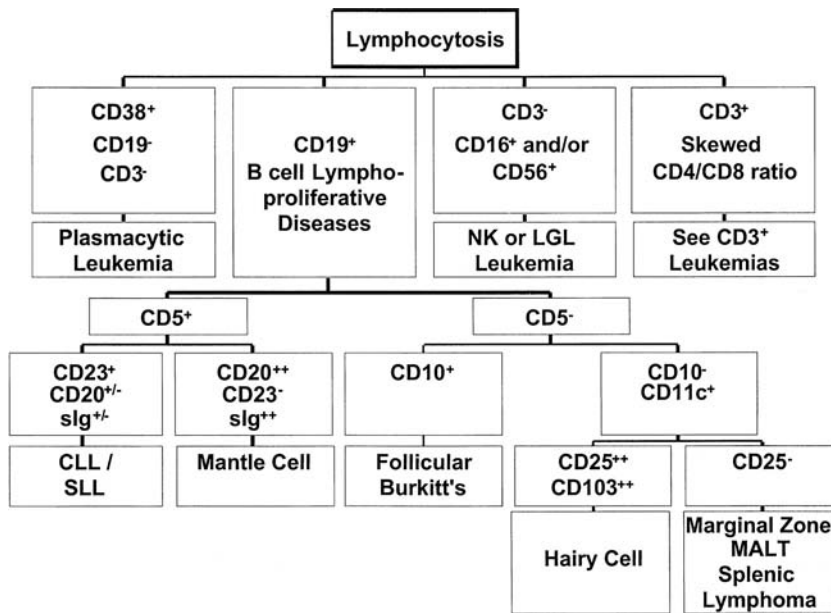 Lymphocytosis
CD38⁺
CD19⁻
CD3⁻
Plasmacytic
Leukemia
CD19⁺
B cell Lympho-
proliferative
Diseases
CD3⁻
CD16⁺ and/or
CD56⁺
NK or LGL
Leukemia
CD3⁺
Skewed
CD4/CD8 ratio
See CD3⁺
Leukemias
CD5⁺
CD5⁻
CD23⁺
CD20⁺/⁻
sIg⁺/⁻
CLL /
SLL
CD20⁺⁺
CD23⁻
sIg⁺⁺
Mantle Cell
CD10⁺
Follicular
Burkitt's
CD10⁻
CD11c⁺
CD25⁺⁺
CD103⁺⁺
Hairy Cell
CD25⁻
Marginal Zone
MALT
Splenic
Lymphoma